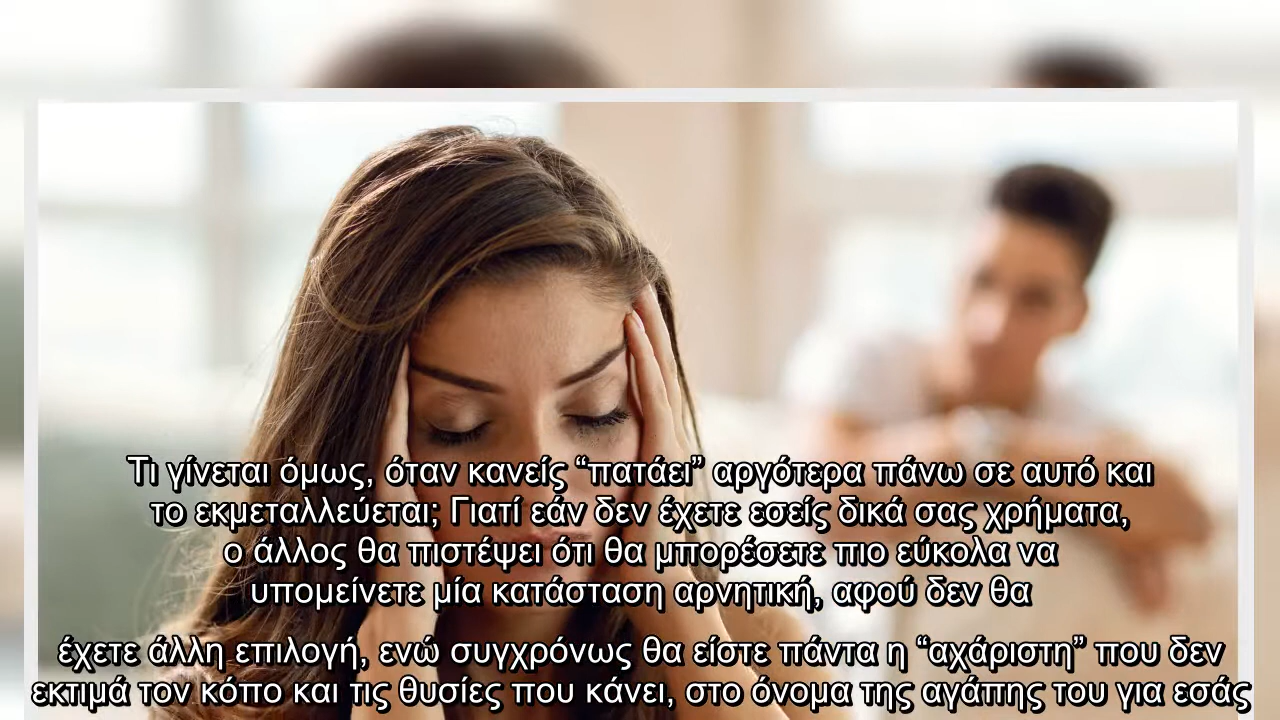 Τι γίνεται όμως, όταν κανείς “πατάει” αργότερα πάνω σε αυτό και
το εκμεταλλεύεται; Γιατί εάν δεν έχετε εσείς δικά σας χρήματα,
ο άλλος θα πιστέψει ότι θα μπορέσετε πιο εύκολα να
υπομείνετε μία κατάσταση αρνητική, αφού δεν θα
έχετε άλλη επιλογή, ενώ συγχρόνως θα είστε πάντα η “αχάριστη” που δεν
εκτιμά τον κόπο και τις θυσίες που κάνει, στο όνομα της αγάπης του για εσάς